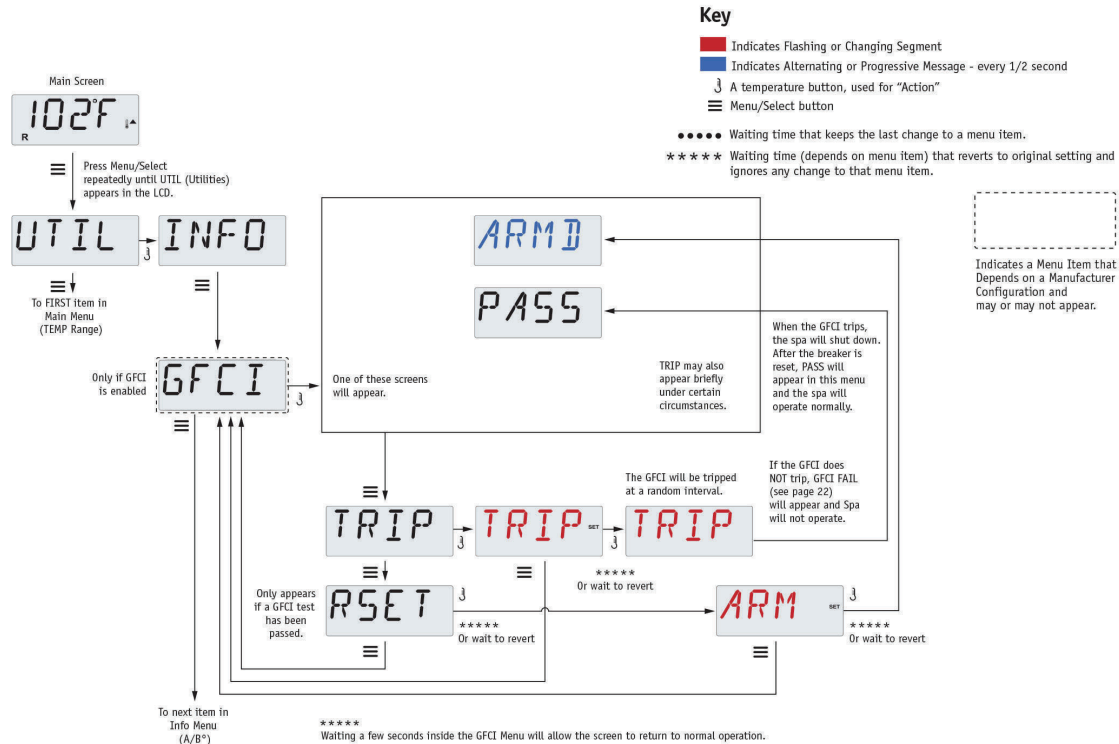 Key
Indicates Flashing or Changing Segment
Indicates Alternating or Progressive Message - every 1/2 second
A temperature button, used for “Action”
Menu/Select button
••••• Waiting time that keeps the last change to a menu item.
***** Waiting time (depends on menu item) that reverts to original setting and
ignores any change to that menu item.
Indicates a Menu Item that
Depends on a Manufacturer
Configuration and
may or may not appear.
Main Screen
102°F
R
Press Menu/Select
repeatedly until UTIL (Utilities)
appears in the LCD.
UTIL
INFO
To FIRST item in
Main Menu
(TEMP Range)
Only if GFCI
is enabled
GFCI
One of these screens
will appear.
ARMD
PASS
TRIP may also
appear briefly
under certain
circumstances.
When the GFCI trips,
the spa will shut down.
After the breaker is
reset, PASS will
appear in this menu
and the spa will
operate normally.
The GFCI will be tripped
at a random interval.
If the GFCI does
NOT trip, GFCI FAIL
(see page 22)
will appear and Spa
will not operate.
TRIP
TRIP SET
TRIP
*****
Or wait to revert
Only appears
if a GFCI test
has been
passed.
RSET
*****
Or wait to revert
ARM SET
*****
Or wait to revert
To next item in
Info Menu
(A/B°)
*****
Waiting a few seconds inside the GFCI Menu will allow the screen to return to normal operation.